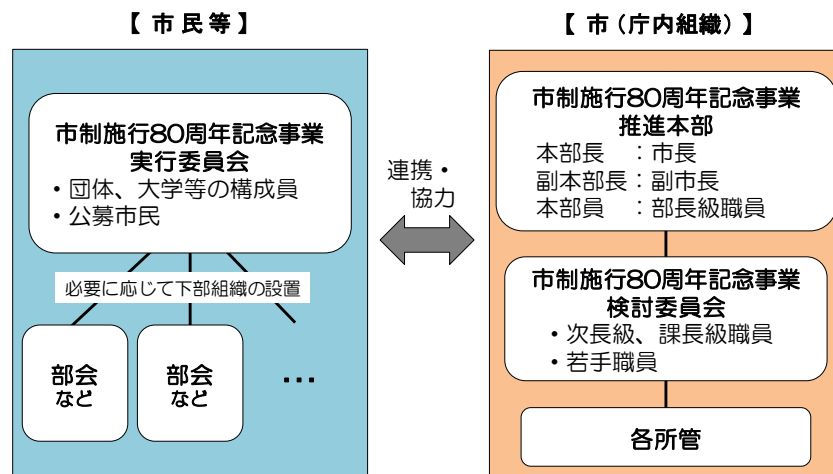 【 市 民 等 】
市制施行80周年記念事業
実行委員会
・団体、大学等の構成員
・公募市民
必要に応じて下部組織の設置
部会
など
部会
など
…
連携・
協力
【 市（庁内組織）】
市制施行80周年記念事業
推進本部
本部長　：市長
副本部長：副市長
本部員　：部長級職員
市制施行80周年記念事業
検討委員会
・次長級、課長級職員
・若手職員
各所管